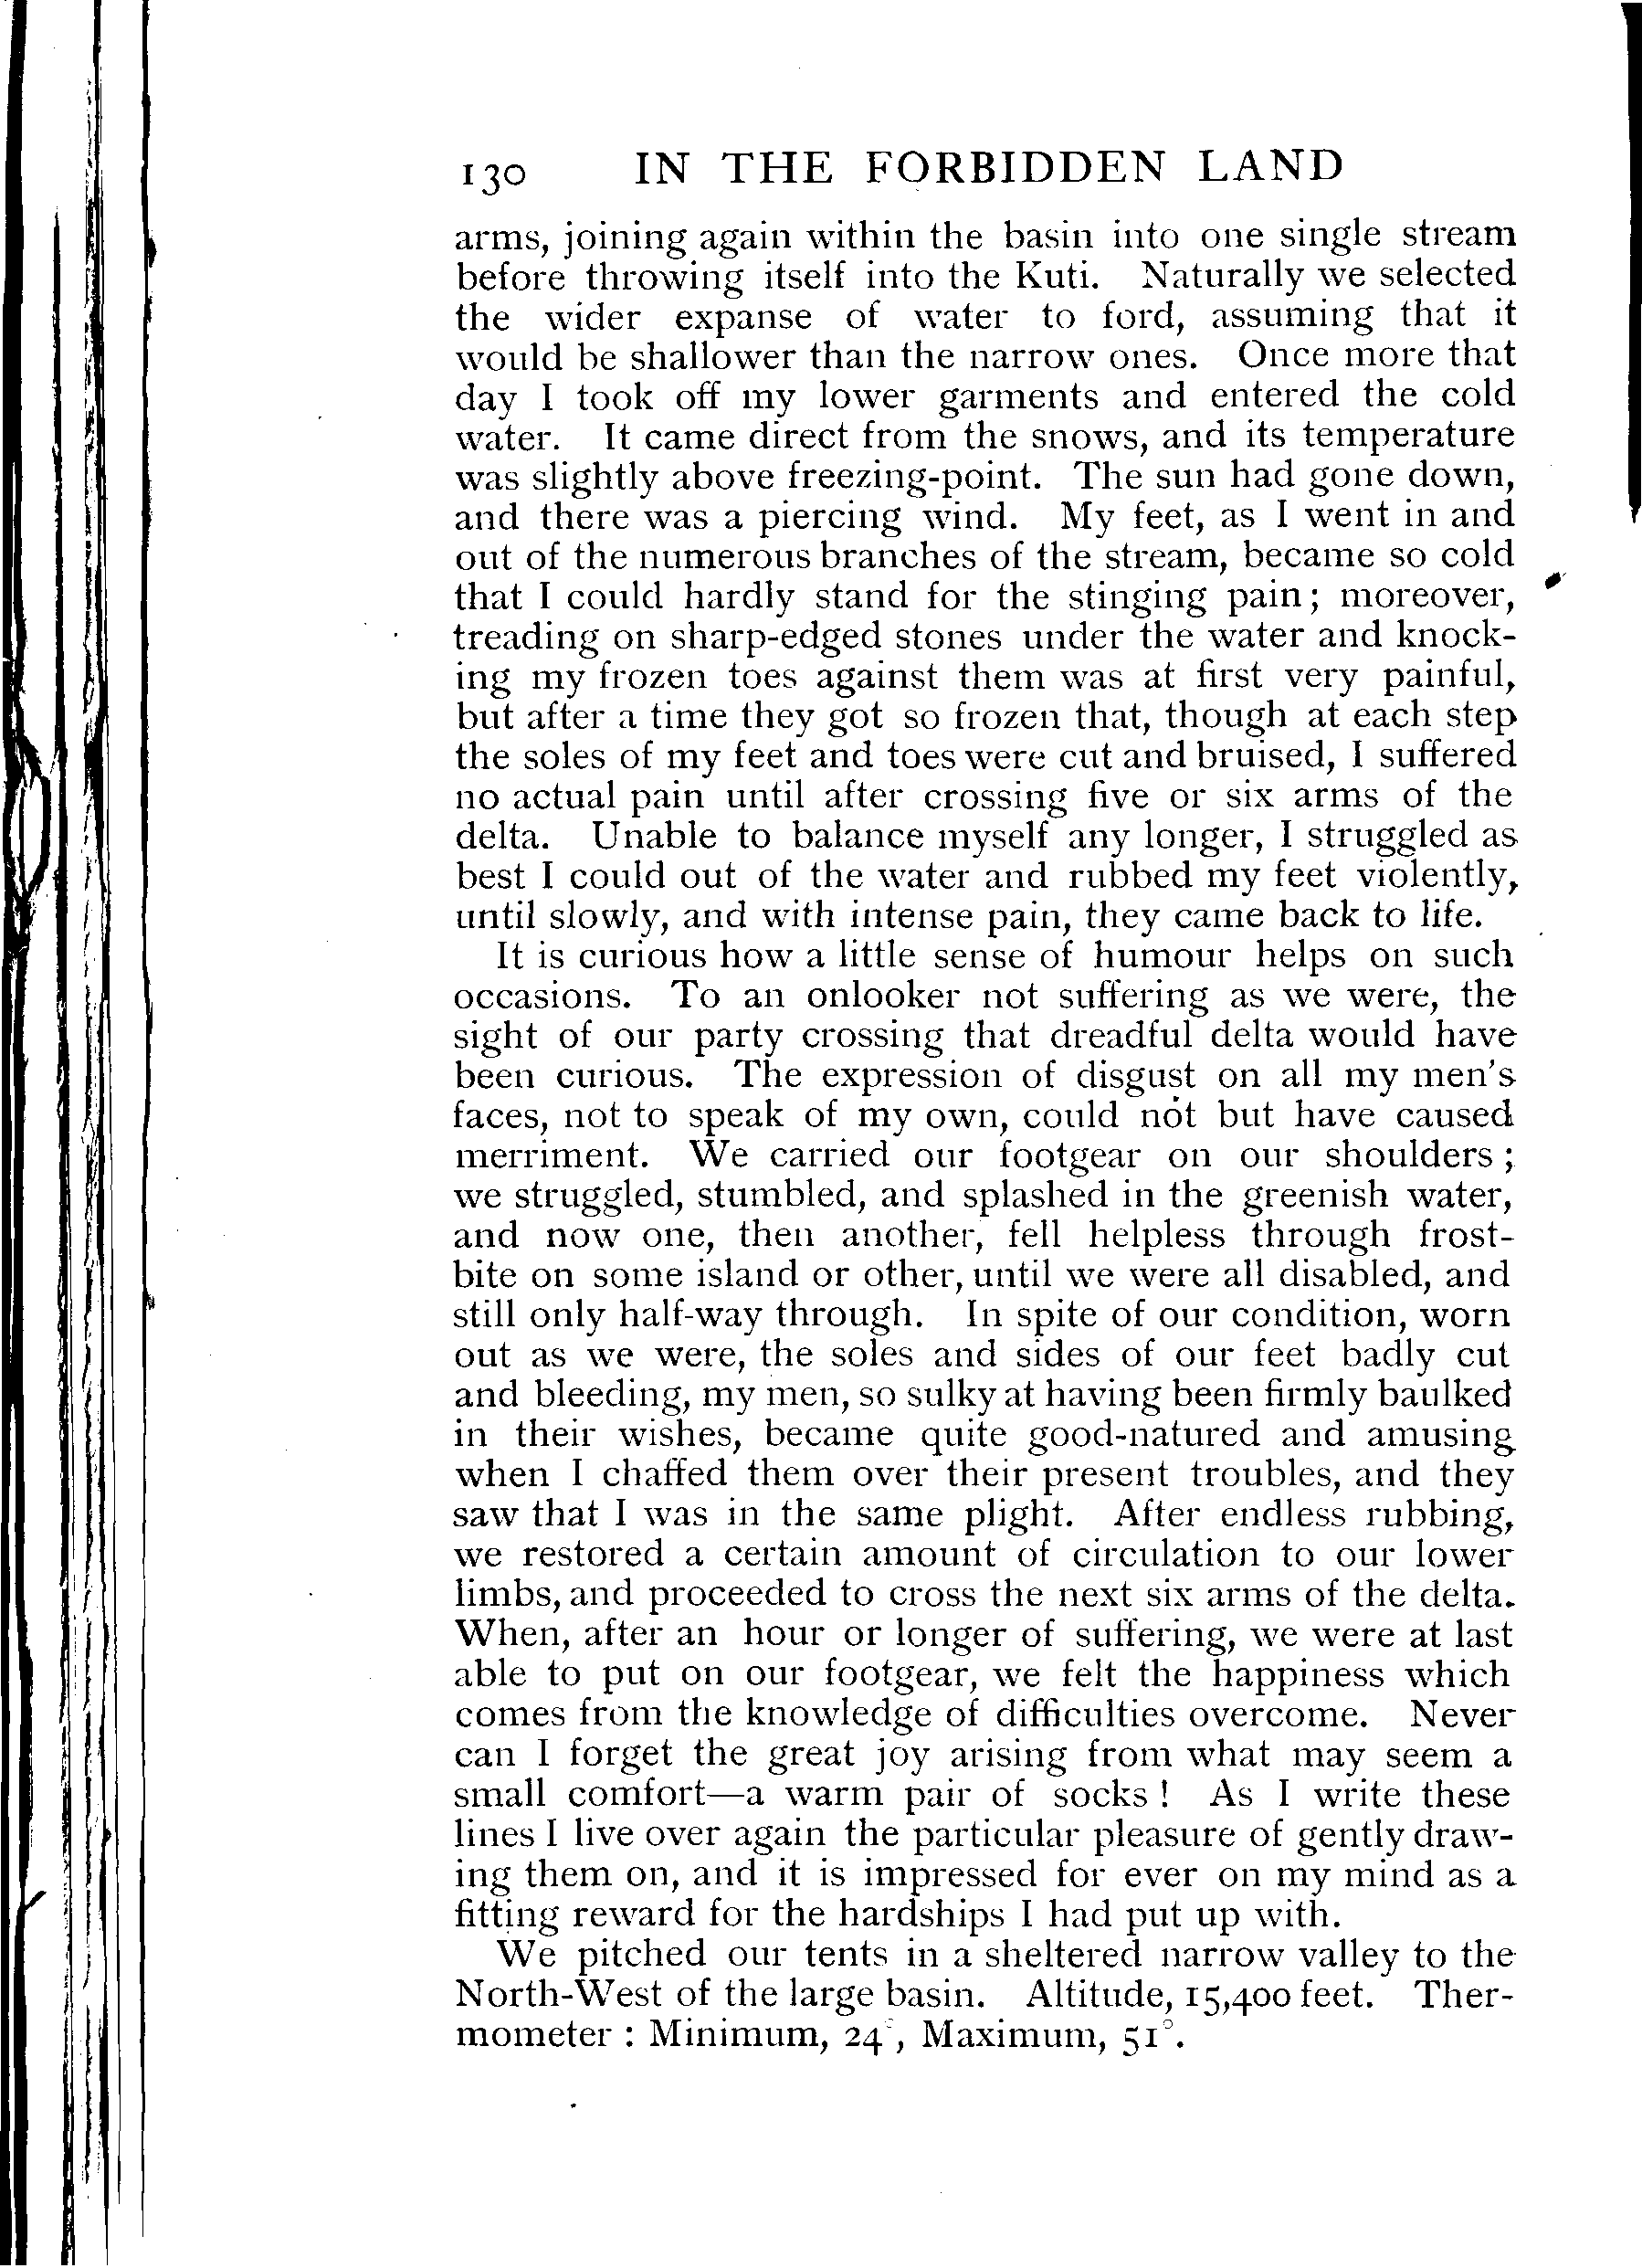 130 IN THE FORBIDDEN LAND
arms, joining again within the basin into one single stream
before throwing itself into the Kuti. Naturally we selected
the wider expanse of water to ford, assuming that it
would be shallower than the narrow ones. Once more that
day I took off my lower garments and entered the cold
water. It came direct from the snows, and its temperature
was slightly above freezing-point. The sun had gone down,
and there was a piercing wind. My feet, as I went in and
out of the numerous branches of the stream, became so cold
that I could hardly stand for the stinging pain; moreover,
treading on sharp-edged stones under the water and knock-
ing my frozen toes against them was at first very painful,
but after a time they got so frozen that, though at each step
the soles of my feet and toes were cut and bruised, I suffered
no actual pain until after crossing five or six arms of the
delta. Unable to balance myself any longer, I struggled as
best I could out of the water and rubbed my feet violently,
until slowly, and with intense pain, they came back to life.
It is curious how a little sense of humour helps on such
occasions. To an onlooker not suffering as we were, the
sight of our party crossing that dreadful delta would have
been curious. The expression of disgust on all my men's
faces, not to speak of my own, could not but have caused
merriment. We carried our footgear on our shoulders;
we struggled, stumbled, and splashed in the greenish water,
and now one, then another, fell helpless through frost-
bite on some island or other, until we were all disabled, and
still only half-way through. In spite of our condition, worn
out as we were, the soles and sides of our feet badly cut
and bleeding, my men, so sulky at having been firmly baulked
in their wishes, became quite good-natured and amusing
when I chaffed them over their present troubles, and they
saw that I was in the same plight. After endless rubbing,
we restored a certain amount of circulation to our lower
limbs, and proceeded to cross the next six arms of the delta.
When, after an hour or longer of suffering, we were at last
able to put on our footgear, we felt the happiness which
comes from the knowledge of difficulties overcome. Never
can I forget the great joy arising from what may seem a
small comfort—a warm pair of socks! As I write these
lines I live over again the particular pleasure of gently draw-
ing them on, and it is impressed for ever on my mind as a
fitting reward for the hardships I had put up with.
We pitched our tents in a sheltered narrow valley to the
North-West of the large basin. Altitude, 15,400 feet. Ther-
mometer : Minimum, 24°, Maximum, 51°.